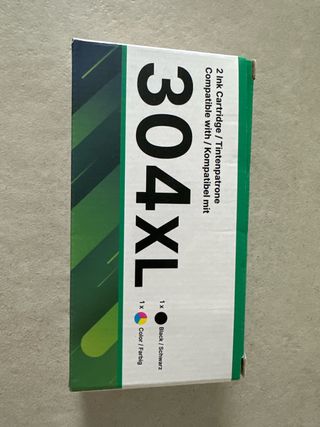 2 Ink Cartridge / Tintenpatrone
Compatible with / Kompatibel mit
304XL
1 x Black / Schwarz
1 x Color / Farbig